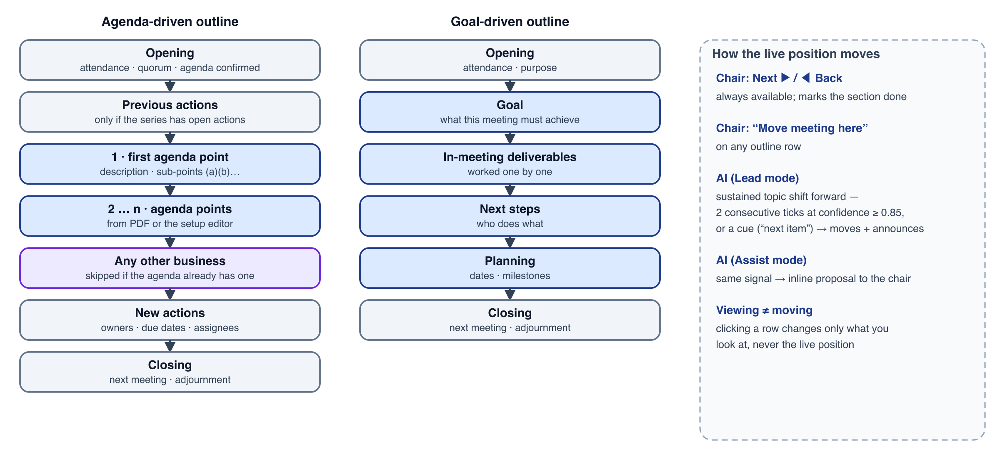 Agenda-driven outline
Opening
attendance · quorum · agenda confirmed
Previous actions
only if the series has open actions
1 · first agenda point
description · sub-points (a)(b)…
2 … n · agenda points
from PDF or the setup editor
Any other business
skipped if the agenda already has one
New actions
owners · due dates · assignees
Closing
next meeting · adjournment
Goal-driven outline
Opening
attendance · purpose
Goal
what this meeting must achieve
In-meeting deliverables
worked one by one
Next steps
who does what
Planning
dates · milestones
Closing
next meeting · adjournment
How the live position moves
Chair: Next ▶ / ◀ Back
always available; marks the section done
Chair: “Move meeting here”
on any outline row
AI (Lead mode)
sustained topic shift forward —
2 consecutive ticks at confidence ≥ 0.85,
or a cue (“next item”) → moves + announces
AI (Assist mode)
same signal → inline proposal to the chair
Viewing ≠ moving
clicking a row changes only what you
look at, never the live position